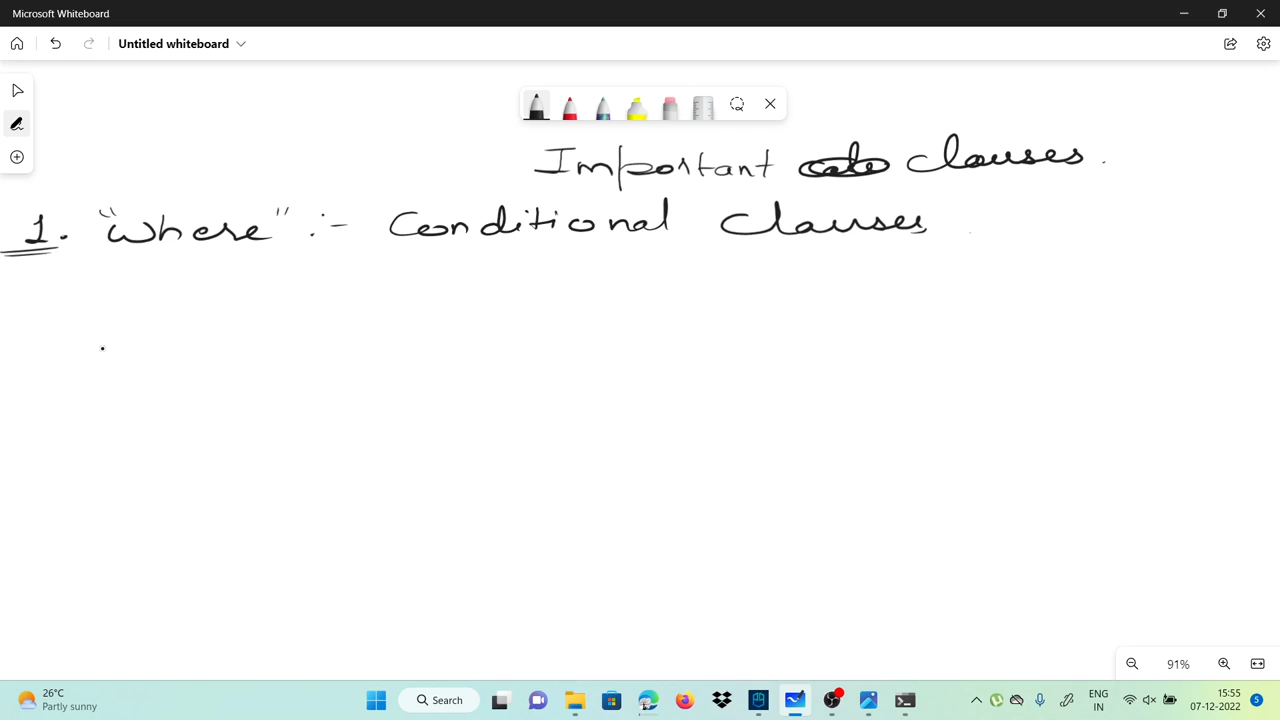 Microsoft Whiteboard
Untitled whiteboard
Important Clauses.
1. "where" :- Conditional Clauses
91%
26°C
Partly sunny
Search
ENG
IN
15:55
07-12-2022
5